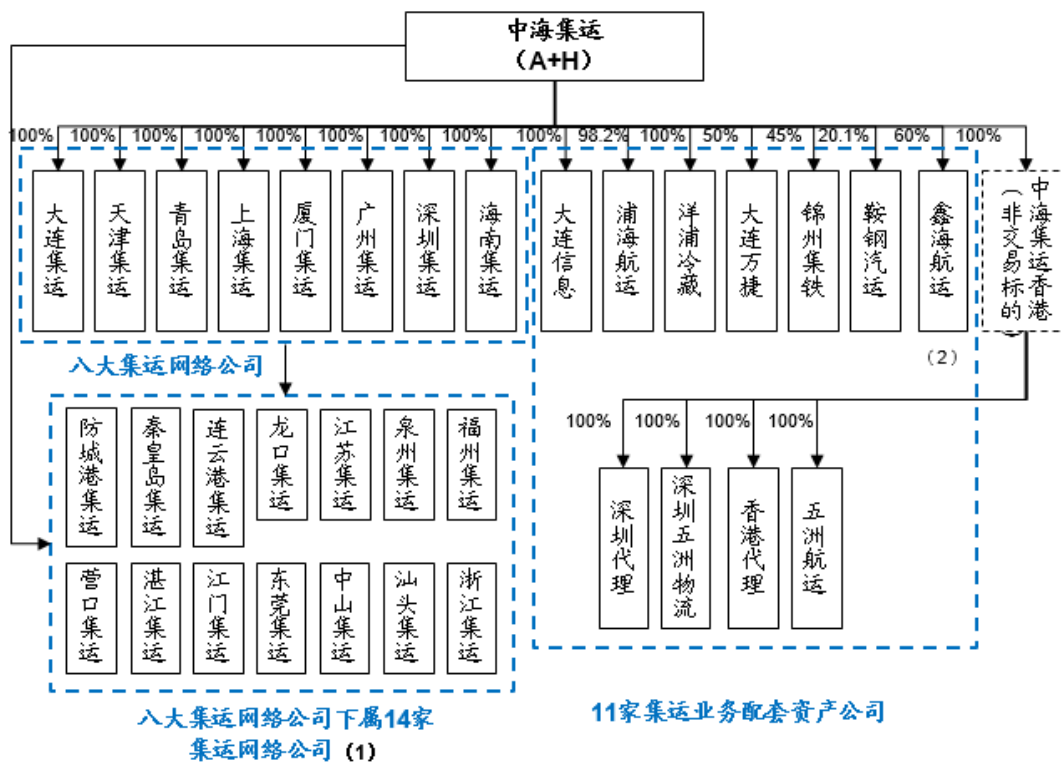 中海集运
（A+H）
100%
100%
100%
100%
100%
100%
100%
100%
100%
98.2%
100%
50%
45%
20.1%
60%
100%
大连集运
天津集运
青岛集运
上海集运
厦门集运
广州集运
深圳集运
海南集运
大连信息
浦海航运
洋浦冷藏
大连万捷
锦州集铁
鞍钢汽运
鑫海航运
中海集运香港
（非交易标的）
八大集运网络公司
（2）
防城港集运
秦皇岛集运
连云港集运
龙口集运
江苏集运
泉州集运
福州集运
100%
100%
100%
100%
深圳代理
深圳五洲物流
香港代理
五洲航运
营口集运
湛江集运
江门集运
东莞集运
中山集运
汕头集运
浙江集运
八大集运网络公司下属14家
集运网络公司（1）
11家集运业务配套资产公司